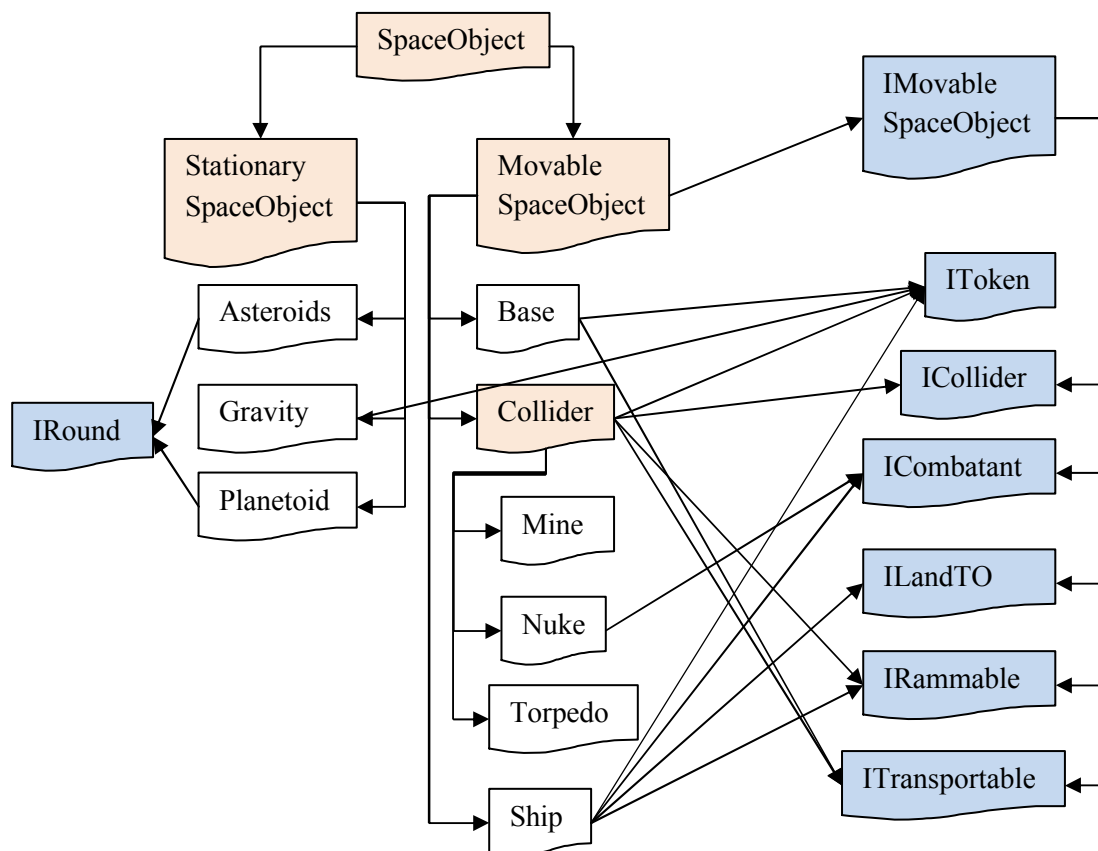 SpaceObject
IMovable
SpaceObject
Stationary
SpaceObject
Movable
SpaceObject
IToken
Asteroids
Base
ICollider
IRound
Gravity
Collider
ICombatant
Planetoid
Mine
ILandTO
Nuke
IRammable
Torpedo
ITransportable
Ship